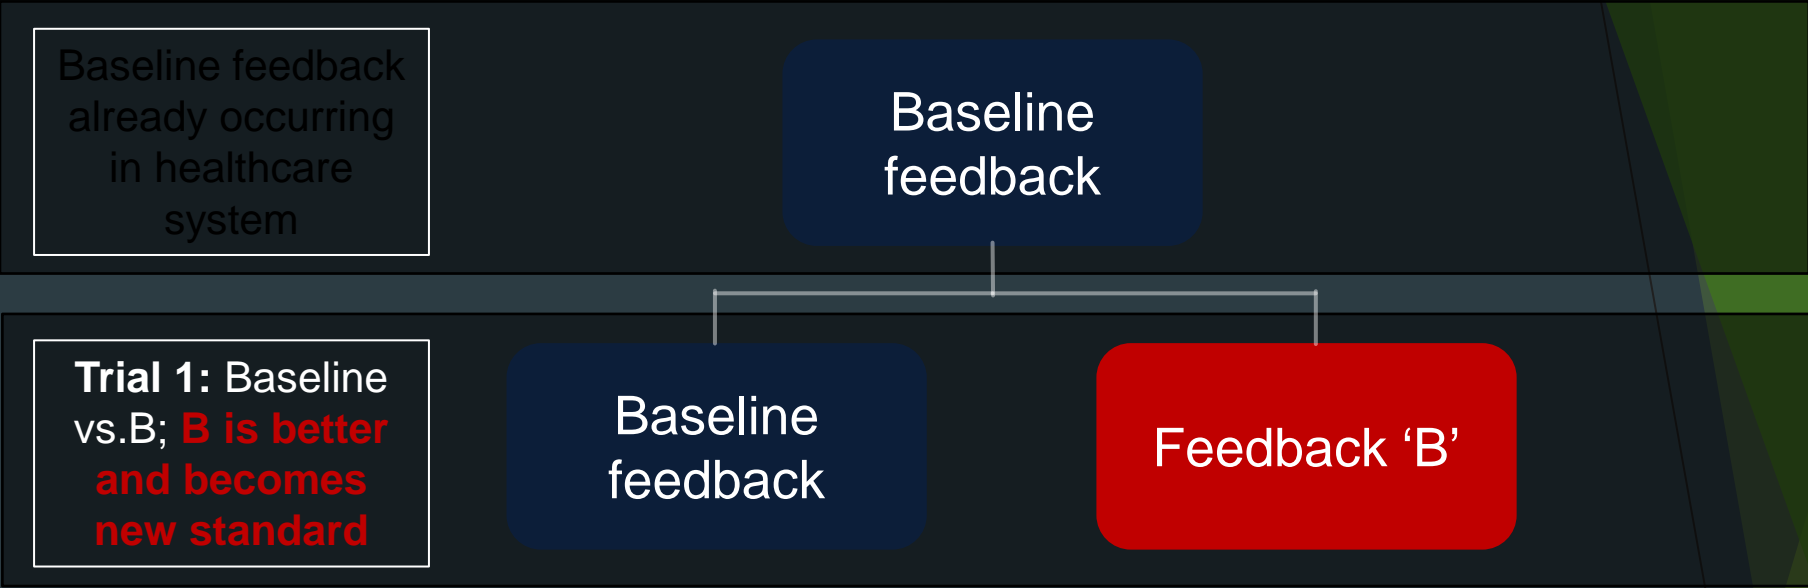 Baseline feedback
already occurring
in healthcare
system
Baseline
feedback
Trial 1: Baseline
vs.B; B is better
and becomes
new standard
Baseline
feedback
Feedback ‘B’